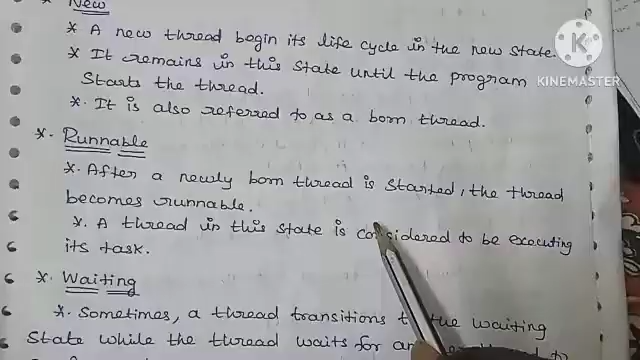 New
* A new thread begin its life cycle in the new state.
* It remains in this state until the program
Starts the thread.
* It is also referred to as a born thread.
* Runnable
* After a newly born thread is started, the thread
becomes runnable.
* A thread in this state is considered to be executing
its task.
* Waiting
* Sometimes, a thread transitions the waiting
State while the thread waits for
KINEMASTER